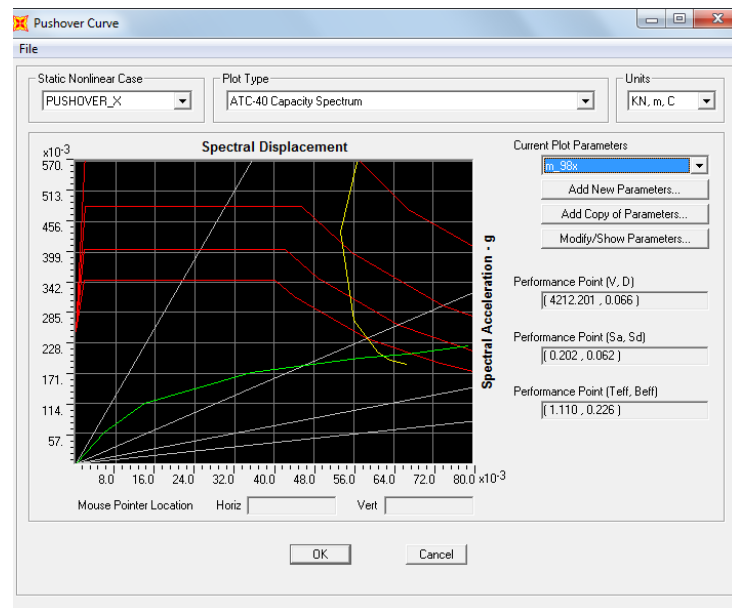 Pushover Curve
File
Static Nonlinear Case
PUSHOVER_X
Plot Type
ATC-40 Capacity Spectrum
Units
KN, m, C
Spectral Displacement
x10-3
570.
513.
456.
399.
342.
285.
228.
171.
114.
57.
8.0 16.0 24.0 32.0 40.0 48.0 56.0 64.0 72.0 80.0 x10-3
Spectral Acceleration - g
Mouse Pointer Location Horiz Vert
Current Plot Parameters
m_98x
Add New Parameters...
Add Copy of Parameters...
Modify/Show Parameters...
Performance Point (V, D)
( 4212.201 , 0.066 )
Performance Point (Sa, Sd)
( 0.202 , 0.062 )
Performance Point (Teff, Beff)
( 1.110 , 0.226 )
OK Cancel